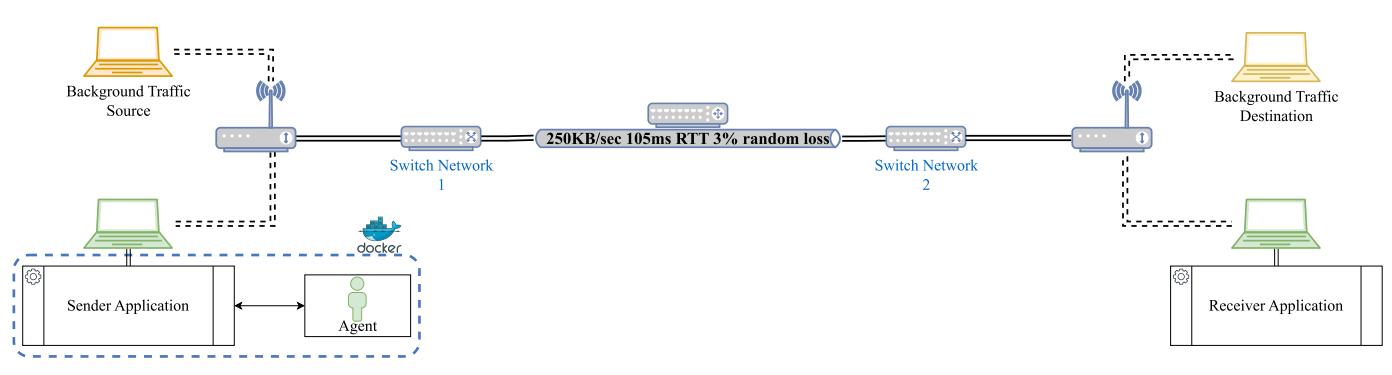 Background Traffic
Source
Background Traffic
Destination
250KB/sec 105ms RTT 3% random loss
Switch Network
1
Switch Network
2
docker
Sender Application
Agent
Receiver Application